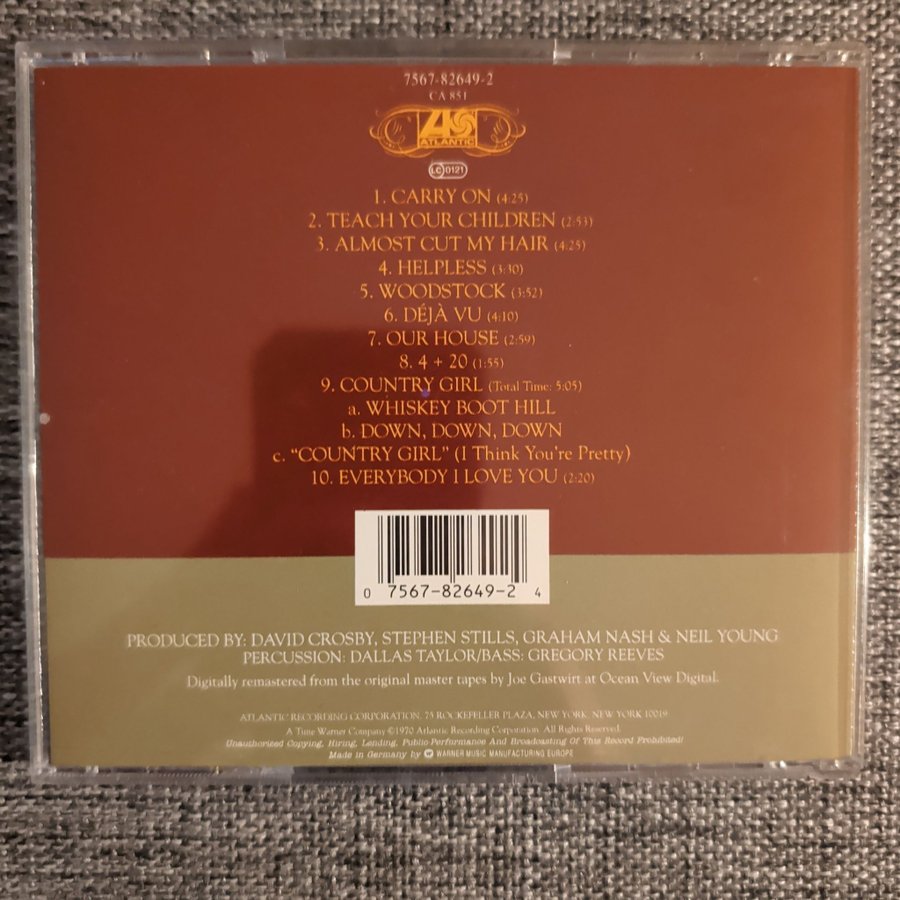 7567-82649-2
CA 851
ATLANTIC
LC 0121
1. CARRY ON (4:25)
2. TEACH YOUR CHILDREN (2:53)
3. ALMOST CUT MY HAIR (4:25)
4. HELPLESS (3:30)
5. WOODSTOCK (3:52)
6. DÉJÀ VU (4:10)
7. OUR HOUSE (2:59)
8. 4 + 20 (1:55)
9. COUNTRY GIRL (Total Time: 5:05)
a. WHISKEY BOOT HILL
b. DOWN, DOWN, DOWN
c. "COUNTRY GIRL" (I Think You're Pretty)
10. EVERYBODY I LOVE YOU (2:20)
0 7567-82649-2 4
PRODUCED BY: DAVID CROSBY, STEPHEN STILLS, GRAHAM NASH & NEIL YOUNG
PERCUSSION: DALLAS TAYLOR/BASS: GREGORY REEVES
Digitally remastered from the original master tapes by Joe Gastwirt at Ocean View Digital.
ATLANTIC RECORDING CORPORATION, 75 ROCKEFELLER PLAZA, NEW YORK, NEW YORK 10019
A Time Warner Company ©1970 Atlantic Recording Corporation. All Rights Reserved.
Unauthorised Copying, Hiring, Lending, Public Performance And Broadcasting Of This Record Prohibited!
Made in Germany by WARNER MUSIC MANUFACTURING EUROPE